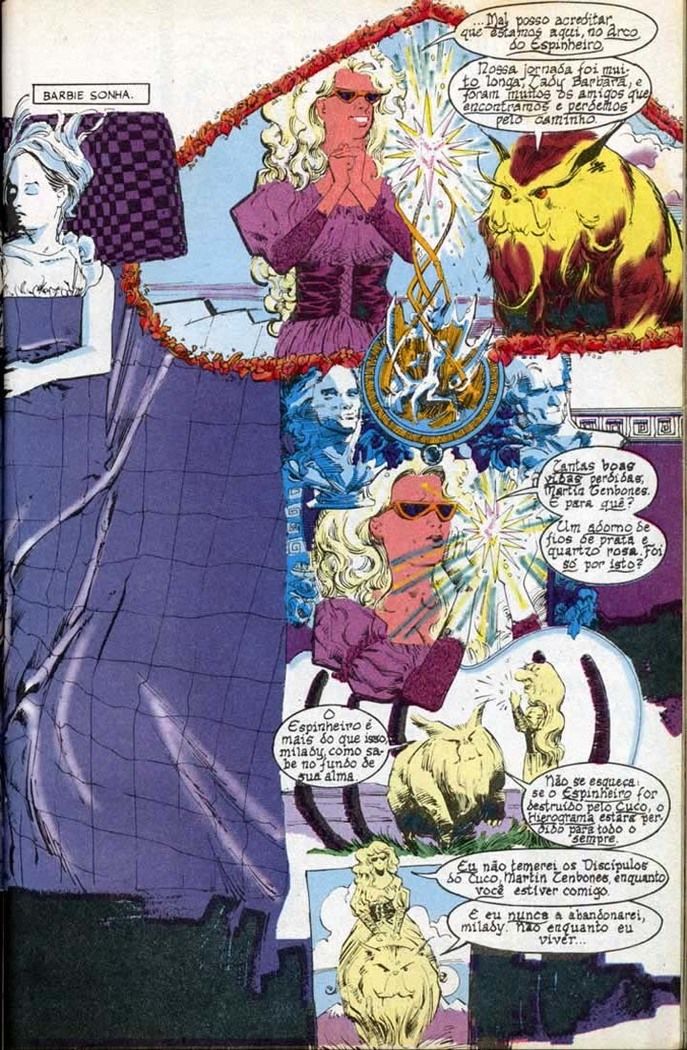 BARBIE SONHA.
...Mal posso acreditar
que estamos aqui, no Arco
do Espinheiro.
Nossa jornada foi mui-
to longa, Lady Barbara; e
foram muitos os amigos que
encontramos e perdemos
pelo caminho.
Tantas boas
vidas perdidas,
Martin Tenbones.
E para quê?
Um adorno de
fios de prata e
quartzo rosa. Foi
só por isto?
O
Espinheiro é
mais do que isso,
milady, como sa-
be no fundo de
sua alma.
Não se esqueça:
se o Espinheiro for
destruído pelo Cuco, o
Hierograma estará per-
dido para todo o
sempre.
Eu não temerei os Discípulos
do Cuco, Martin Tenbones, enquanto
você estiver comigo.
E eu nunca a abandonarei,
milady. Não enquanto eu
viver...